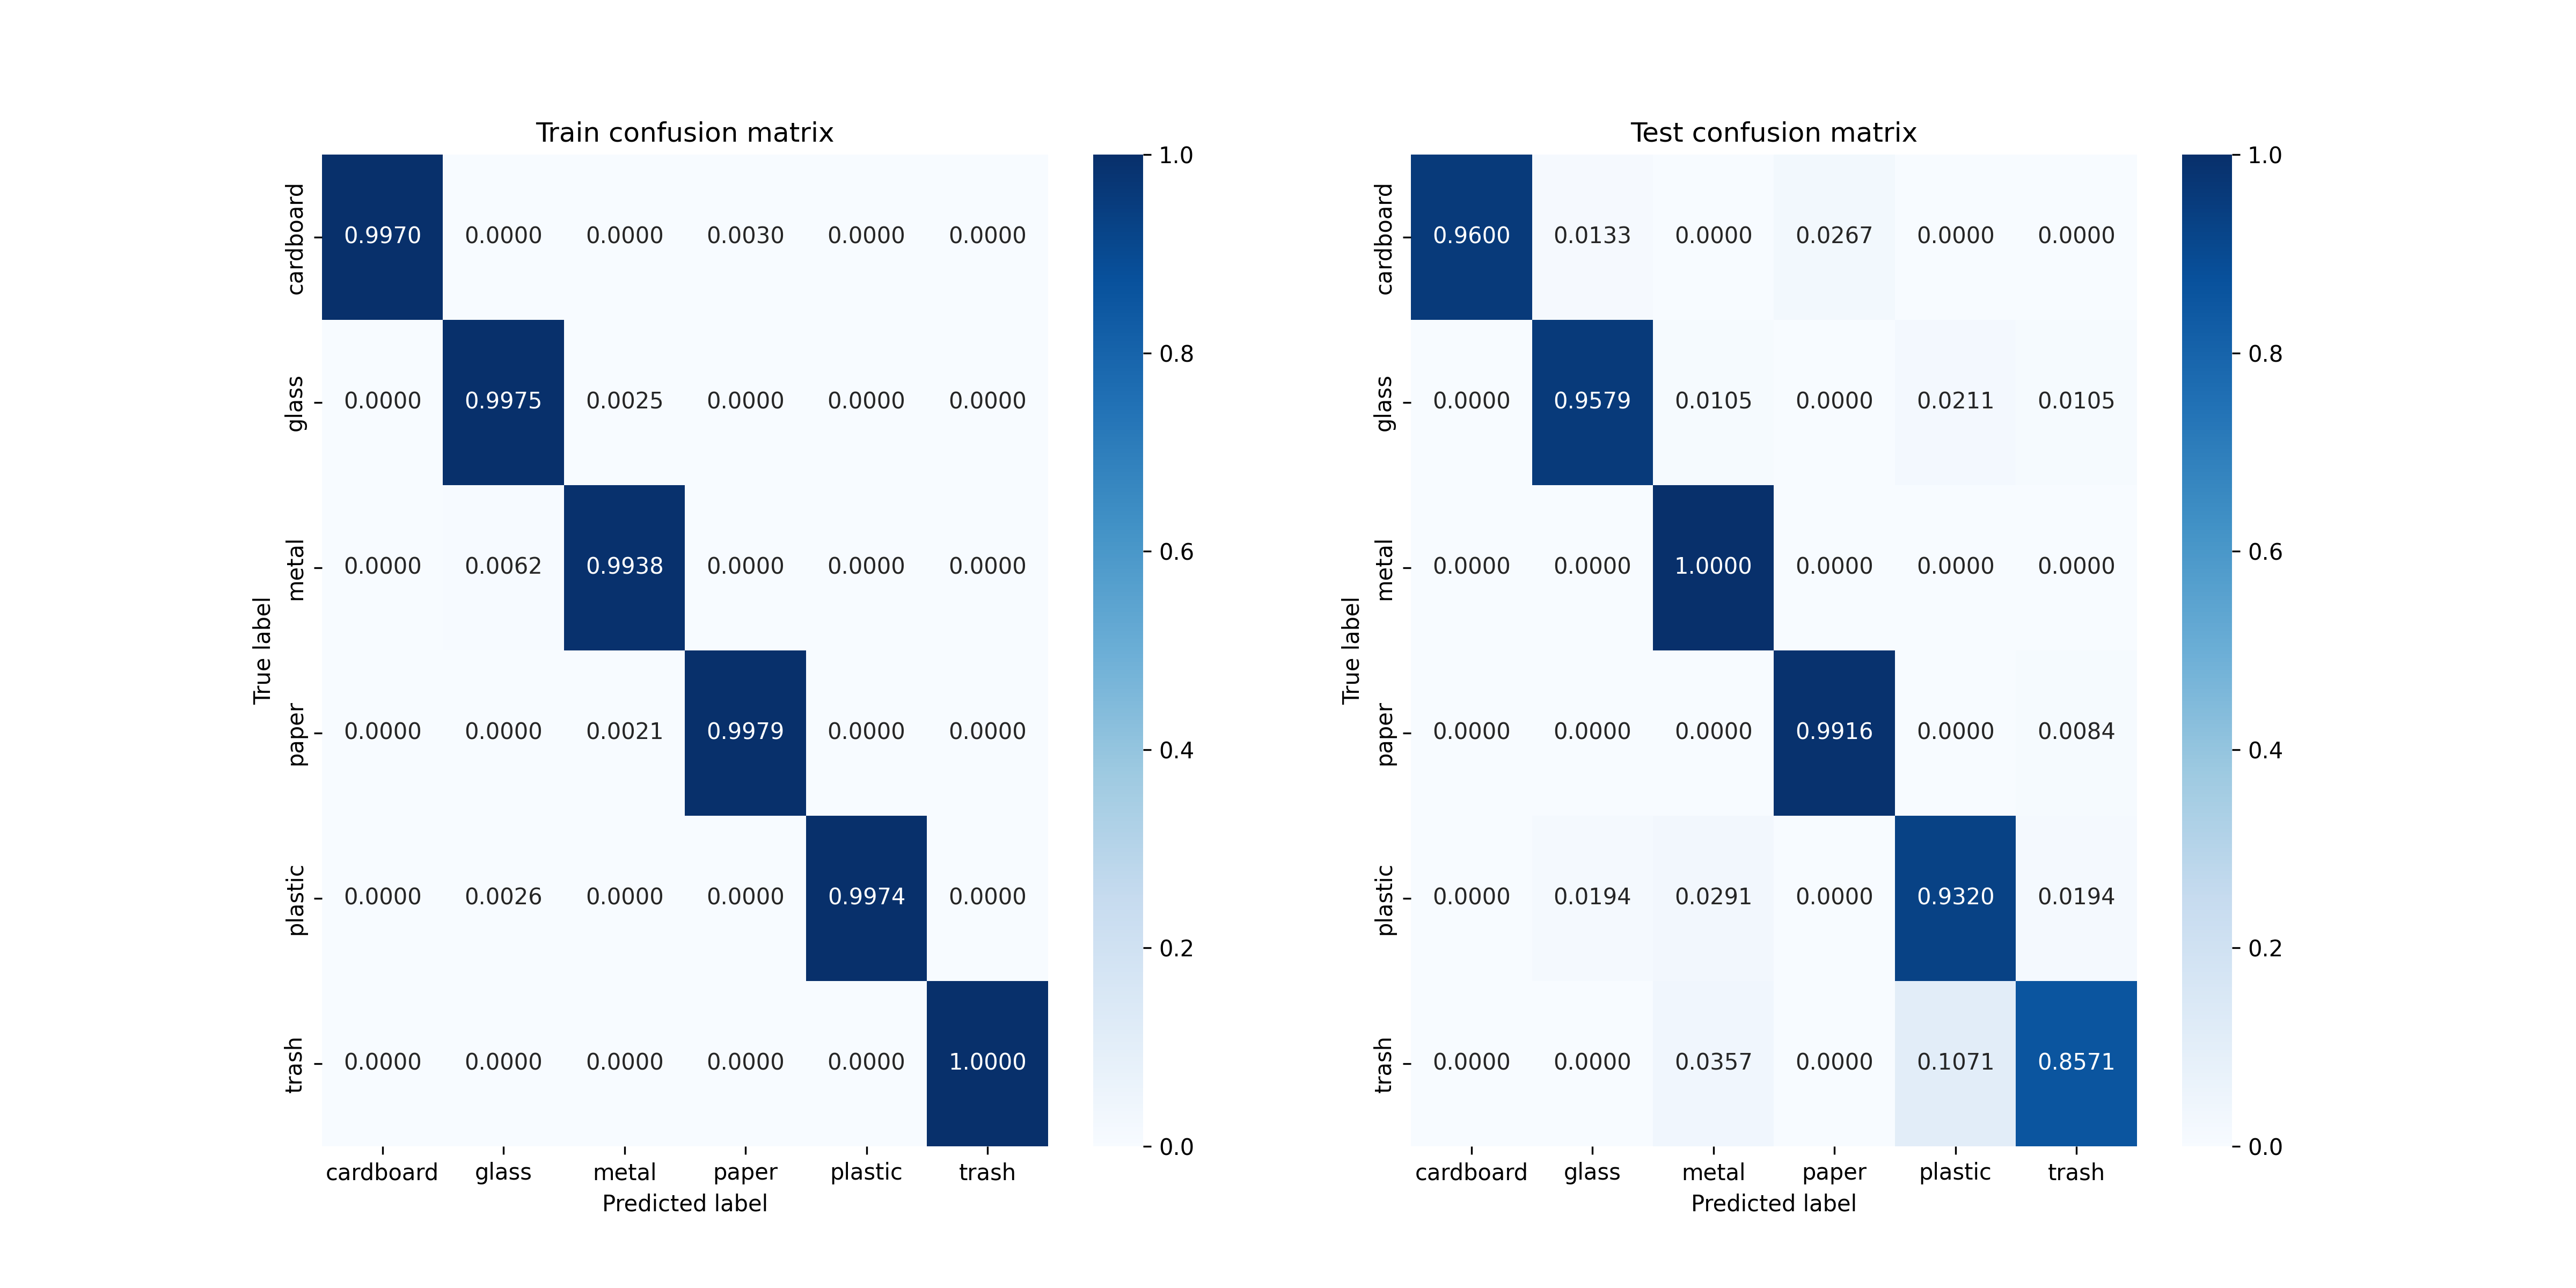 Train confusion matrix
True label
cardboard 0.9970 0.0000 0.0000 0.0030 0.0000 0.0000
glass 0.0000 0.9975 0.0025 0.0000 0.0000 0.0000
metal 0.0000 0.0062 0.9938 0.0000 0.0000 0.0000
paper 0.0000 0.0000 0.0021 0.9979 0.0000 0.0000
plastic 0.0000 0.0026 0.0000 0.0000 0.9974 0.0000
trash 0.0000 0.0000 0.0000 0.0000 0.0000 1.0000
cardboard glass metal paper plastic trash
Predicted label
1.0
0.8
0.6
0.4
0.2
0.0
Test confusion matrix
True label
cardboard 0.9600 0.0133 0.0000 0.0267 0.0000 0.0000
glass 0.0000 0.9579 0.0105 0.0000 0.0211 0.0105
metal 0.0000 0.0000 1.0000 0.0000 0.0000 0.0000
paper 0.0000 0.0000 0.0000 0.9916 0.0000 0.0084
plastic 0.0000 0.0194 0.0291 0.0000 0.9320 0.0194
trash 0.0000 0.0000 0.0357 0.0000 0.1071 0.8571
cardboard glass metal paper plastic trash
Predicted label
1.0
0.8
0.6
0.4
0.2
0.0